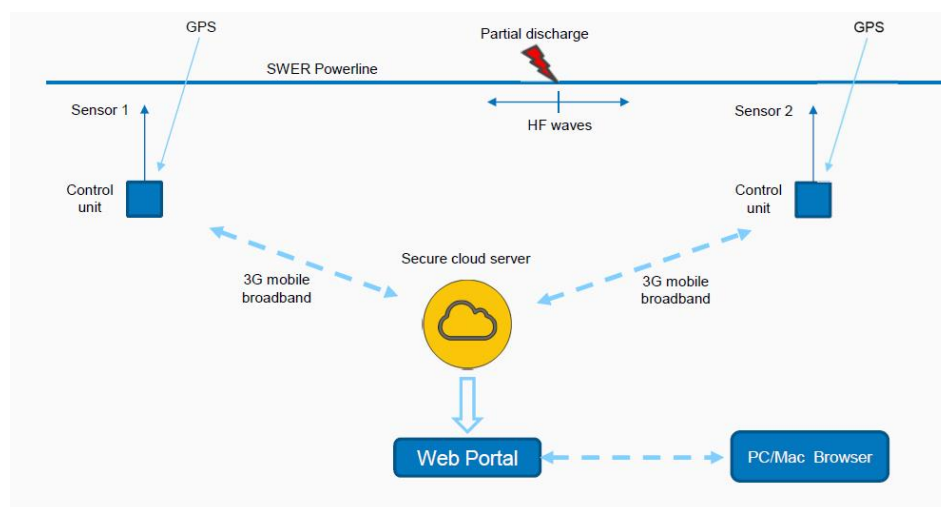 GPS
GPS
Partial discharge
SWER Powerline
Sensor 1
HF waves
Sensor 2
Control
unit
Control
unit
Secure cloud server
3G mobile
broadband
3G mobile
broadband
Web Portal
PC/Mac Browser